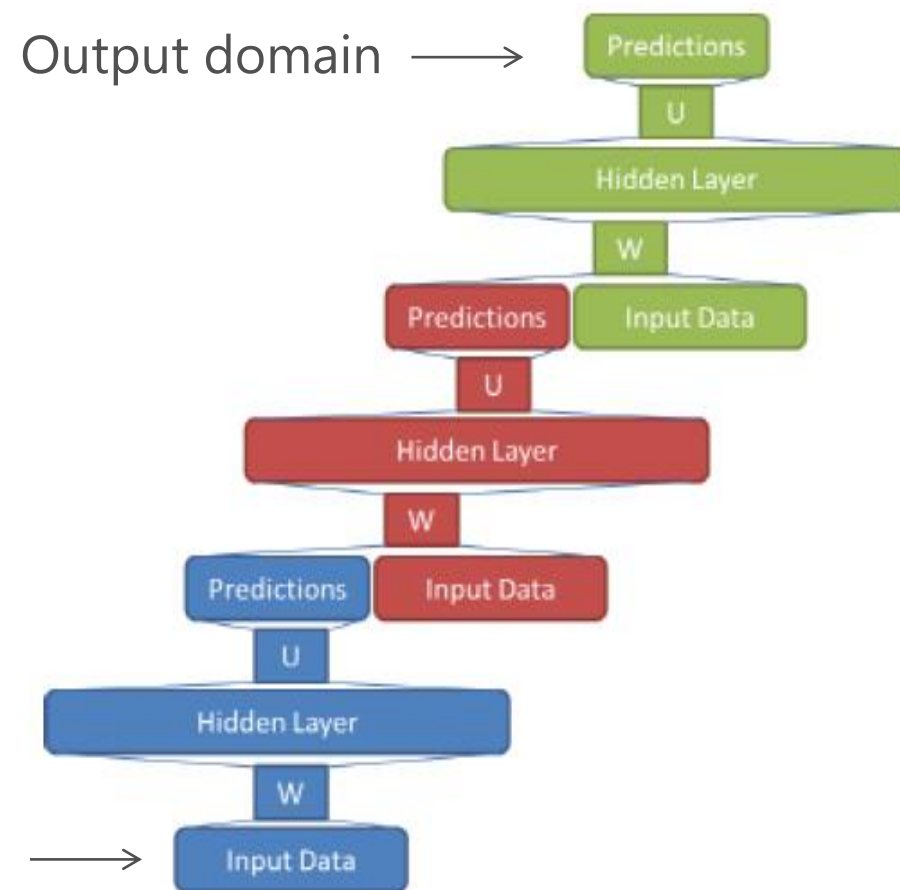 Output domain
Predictions
U
Hidden Layer
W
Predictions
Input Data
U
Hidden Layer
W
Predictions
Input Data
U
Hidden Layer
W
Input Data